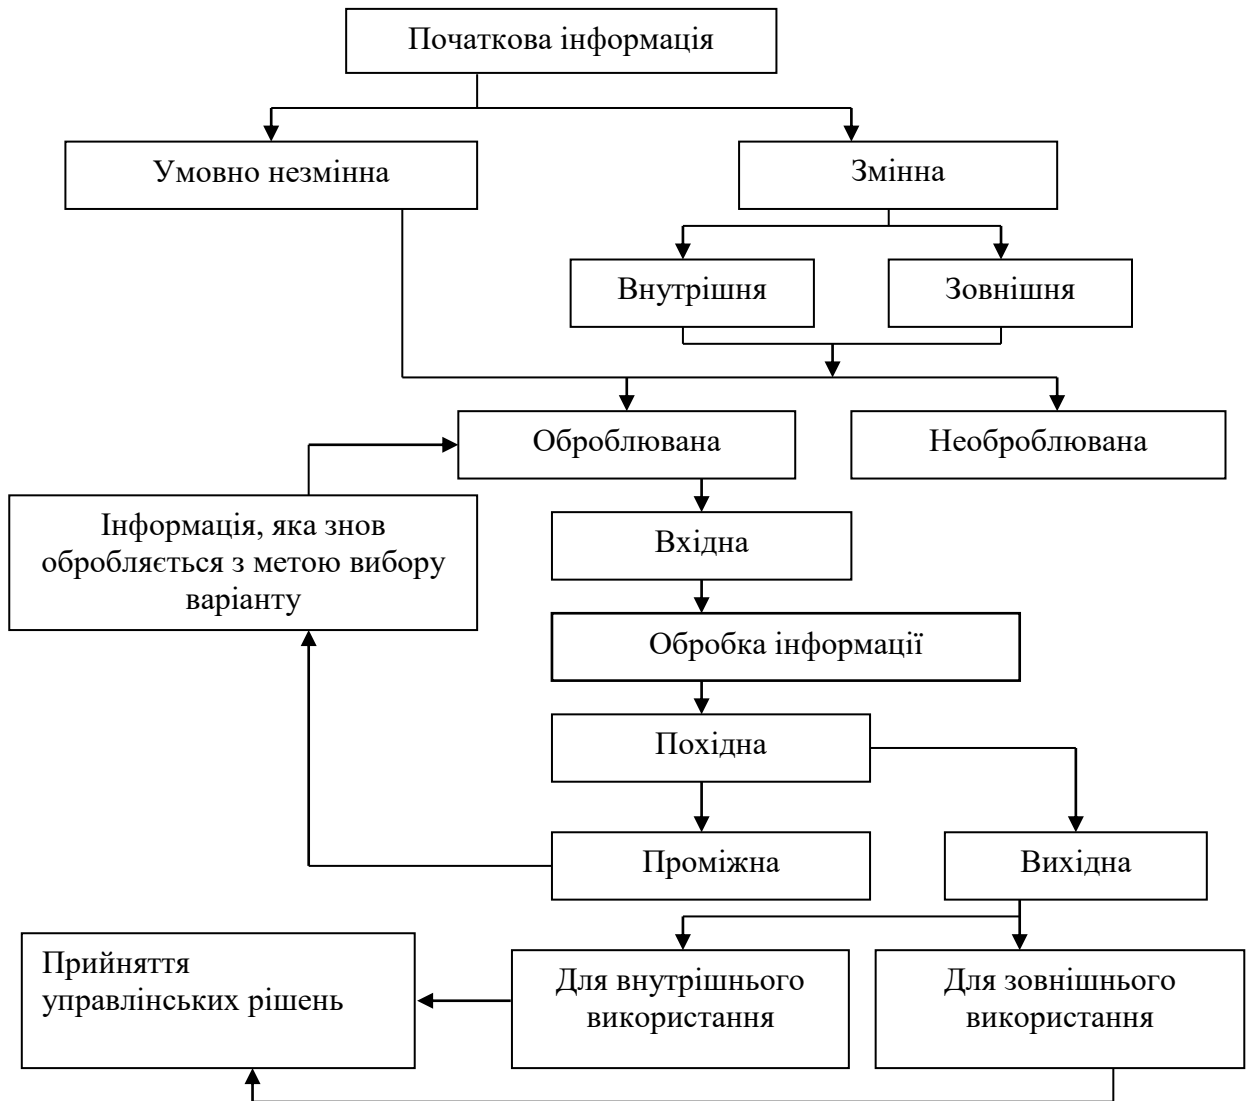 Початкова інформація
Умовно незмінна
Змінна
Внутрішня
Зовнішня
Оброблювана
Необроблювана
Інформація, яка знов
обробляється з метою вибору
варіанту
Вхідна
Обробка інформації
Похідна
Проміжна
Вихідна
Прийняття
управлінських рішень
Для внутрішнього
використання
Для зовнішнього
використання